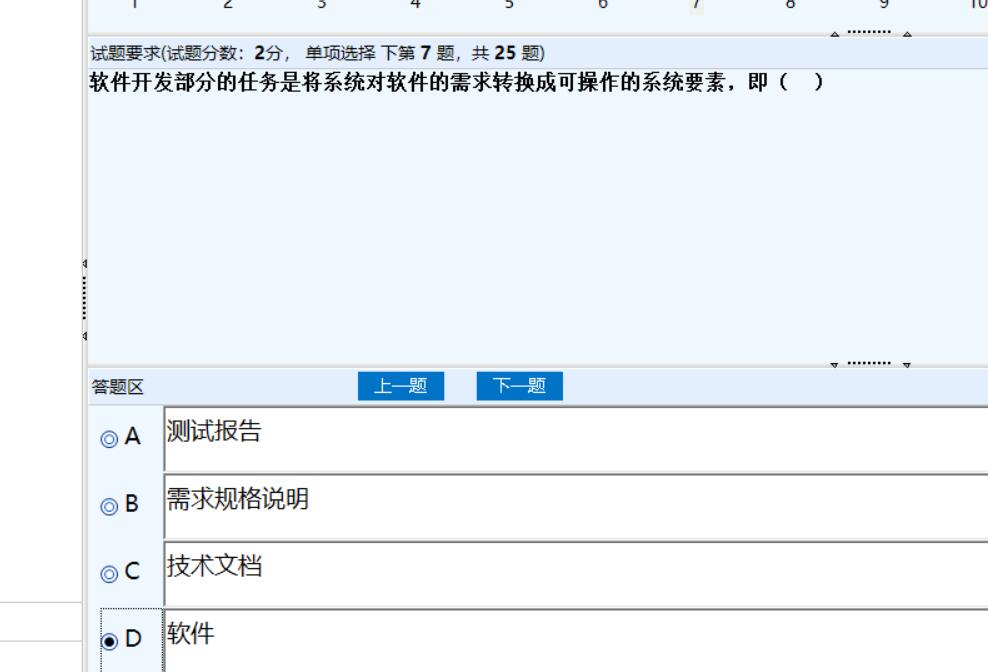 1 2 3 4 5 6 7 8 9 10
试题要求(试题分数：2分， 单项选择 下第 7 题，共 25 题)
软件开发部分的任务是将系统对软件的需求转换成可操作的系统要素，即（ ）
答题区 上一题 下一题
A 测试报告
B 需求规格说明
C 技术文档
D 软件